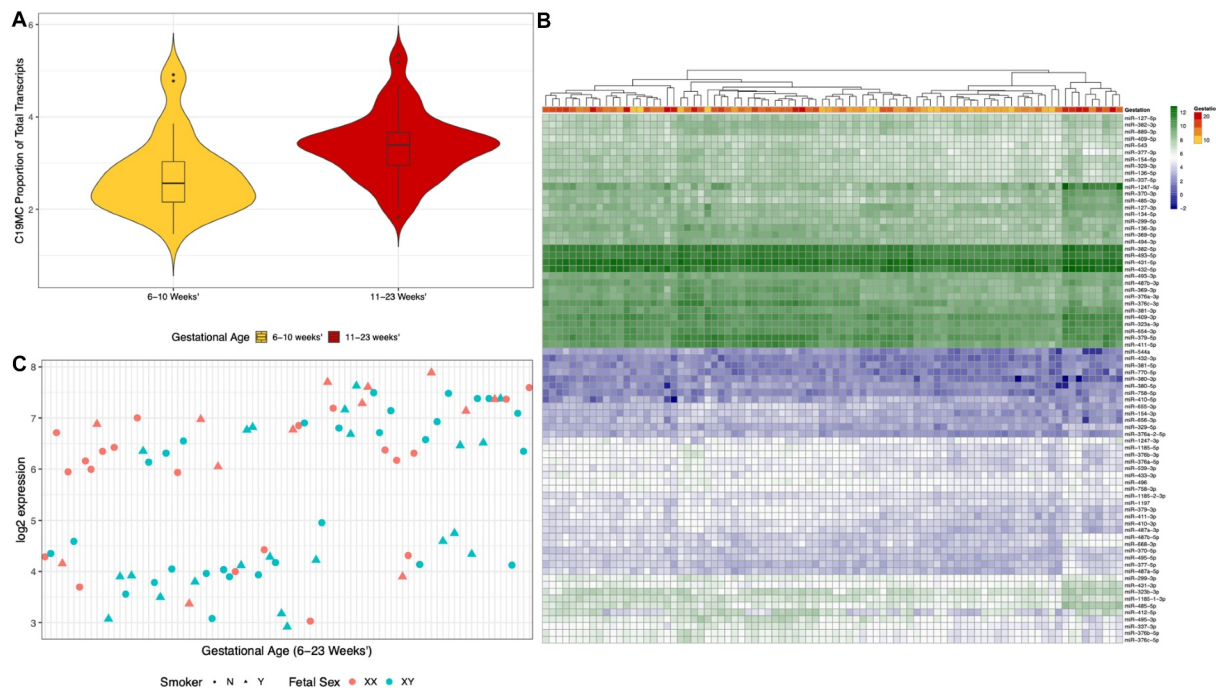 A
6
4
2
C19MC Proportion of Total Transcripts
6−10 Weeks'
11−23 Weeks'
Gestational Age 6−10 weeks' 11−23 weeks'
B
Gestation
miR−127−5p
miR−382−3p
miR−889−3p
miR−409−5p
miR−543
miR−377−3p
miR−154−5p
miR−329−3p
miR−136−5p
miR−337−5p
miR−1247−5p
miR−370−3p
miR−485−3p
miR−127−3p
miR−134−5p
miR−299−5p
miR−136−3p
miR−369−5p
miR−494−3p
miR−382−5p
miR−493−5p
miR−431−5p
miR−432−5p
miR−493−3p
miR−487b−3p
miR−369−3p
miR−376a−3p
miR−376c−3p
miR−381−3p
miR−409−3p
miR−323a−3p
miR−654−3p
miR−379−5p
miR−411−5p
miR−544a
miR−432−3p
miR−381−5p
miR−770−5p
miR−380−3p
miR−380−5p
miR−758−5p
miR−410−5p
miR−655−3p
miR−154−3p
miR−656−3p
miR−329−5p
miR−376a−2−5p
miR−1247−3p
miR−1185−5p
miR−376b−3p
miR−376a−5p
miR−539−3p
miR−433−3p
miR−496
miR−758−3p
miR−1185−2−3p
miR−1197
miR−379−3p
miR−411−3p
miR−410−3p
miR−487a−3p
miR−487b−5p
miR−668−3p
miR−370−5p
miR−495−5p
miR−377−5p
miR−487a−5p
miR−299−3p
miR−431−3p
miR−323b−3p
miR−1185−1−3p
miR−485−5p
miR−412−5p
miR−495−3p
miR−337−3p
miR−376b−5p
miR−376c−5p
12
10
8
6
4
2
0
−2
Gestatio
20
10
C
8
7
6
5
4
3
log2 expression
Gestational Age (6−23 Weeks')
Smoker N Y Fetal Sex XX XY